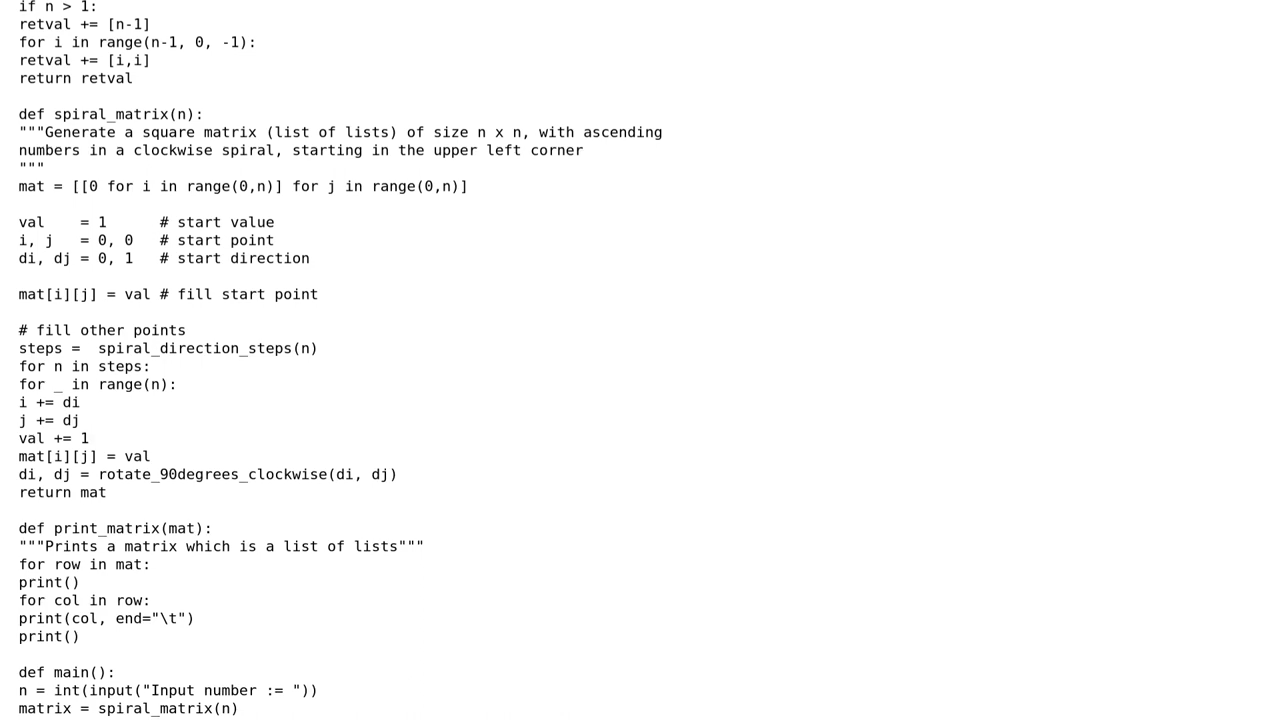 if n > 1:
retval += [n-1]
for i in range(n-1, 0, -1):
retval += [i,i]
return retval

def spiral_matrix(n):
"""Generate a square matrix (list of lists) of size n x n, with ascending
numbers in a clockwise spiral, starting in the upper left corner
"""
mat = [[0 for i in range(0,n)] for j in range(0,n)]

val    = 1      # start value
i, j   = 0, 0   # start point
di, dj = 0, 1   # start direction

mat[i][j] = val # fill start point

# fill other points
steps =  spiral_direction_steps(n)
for n in steps:
for _ in range(n):
i += di
j += dj
val += 1
mat[i][j] = val
di, dj = rotate_90degrees_clockwise(di, dj)
return mat

def print_matrix(mat):
"""Prints a matrix which is a list of lists"""
for row in mat:
print()
for col in row:
print(col, end="\t")
print()

def main():
n = int(input("Input number := "))
matrix = spiral_matrix(n)